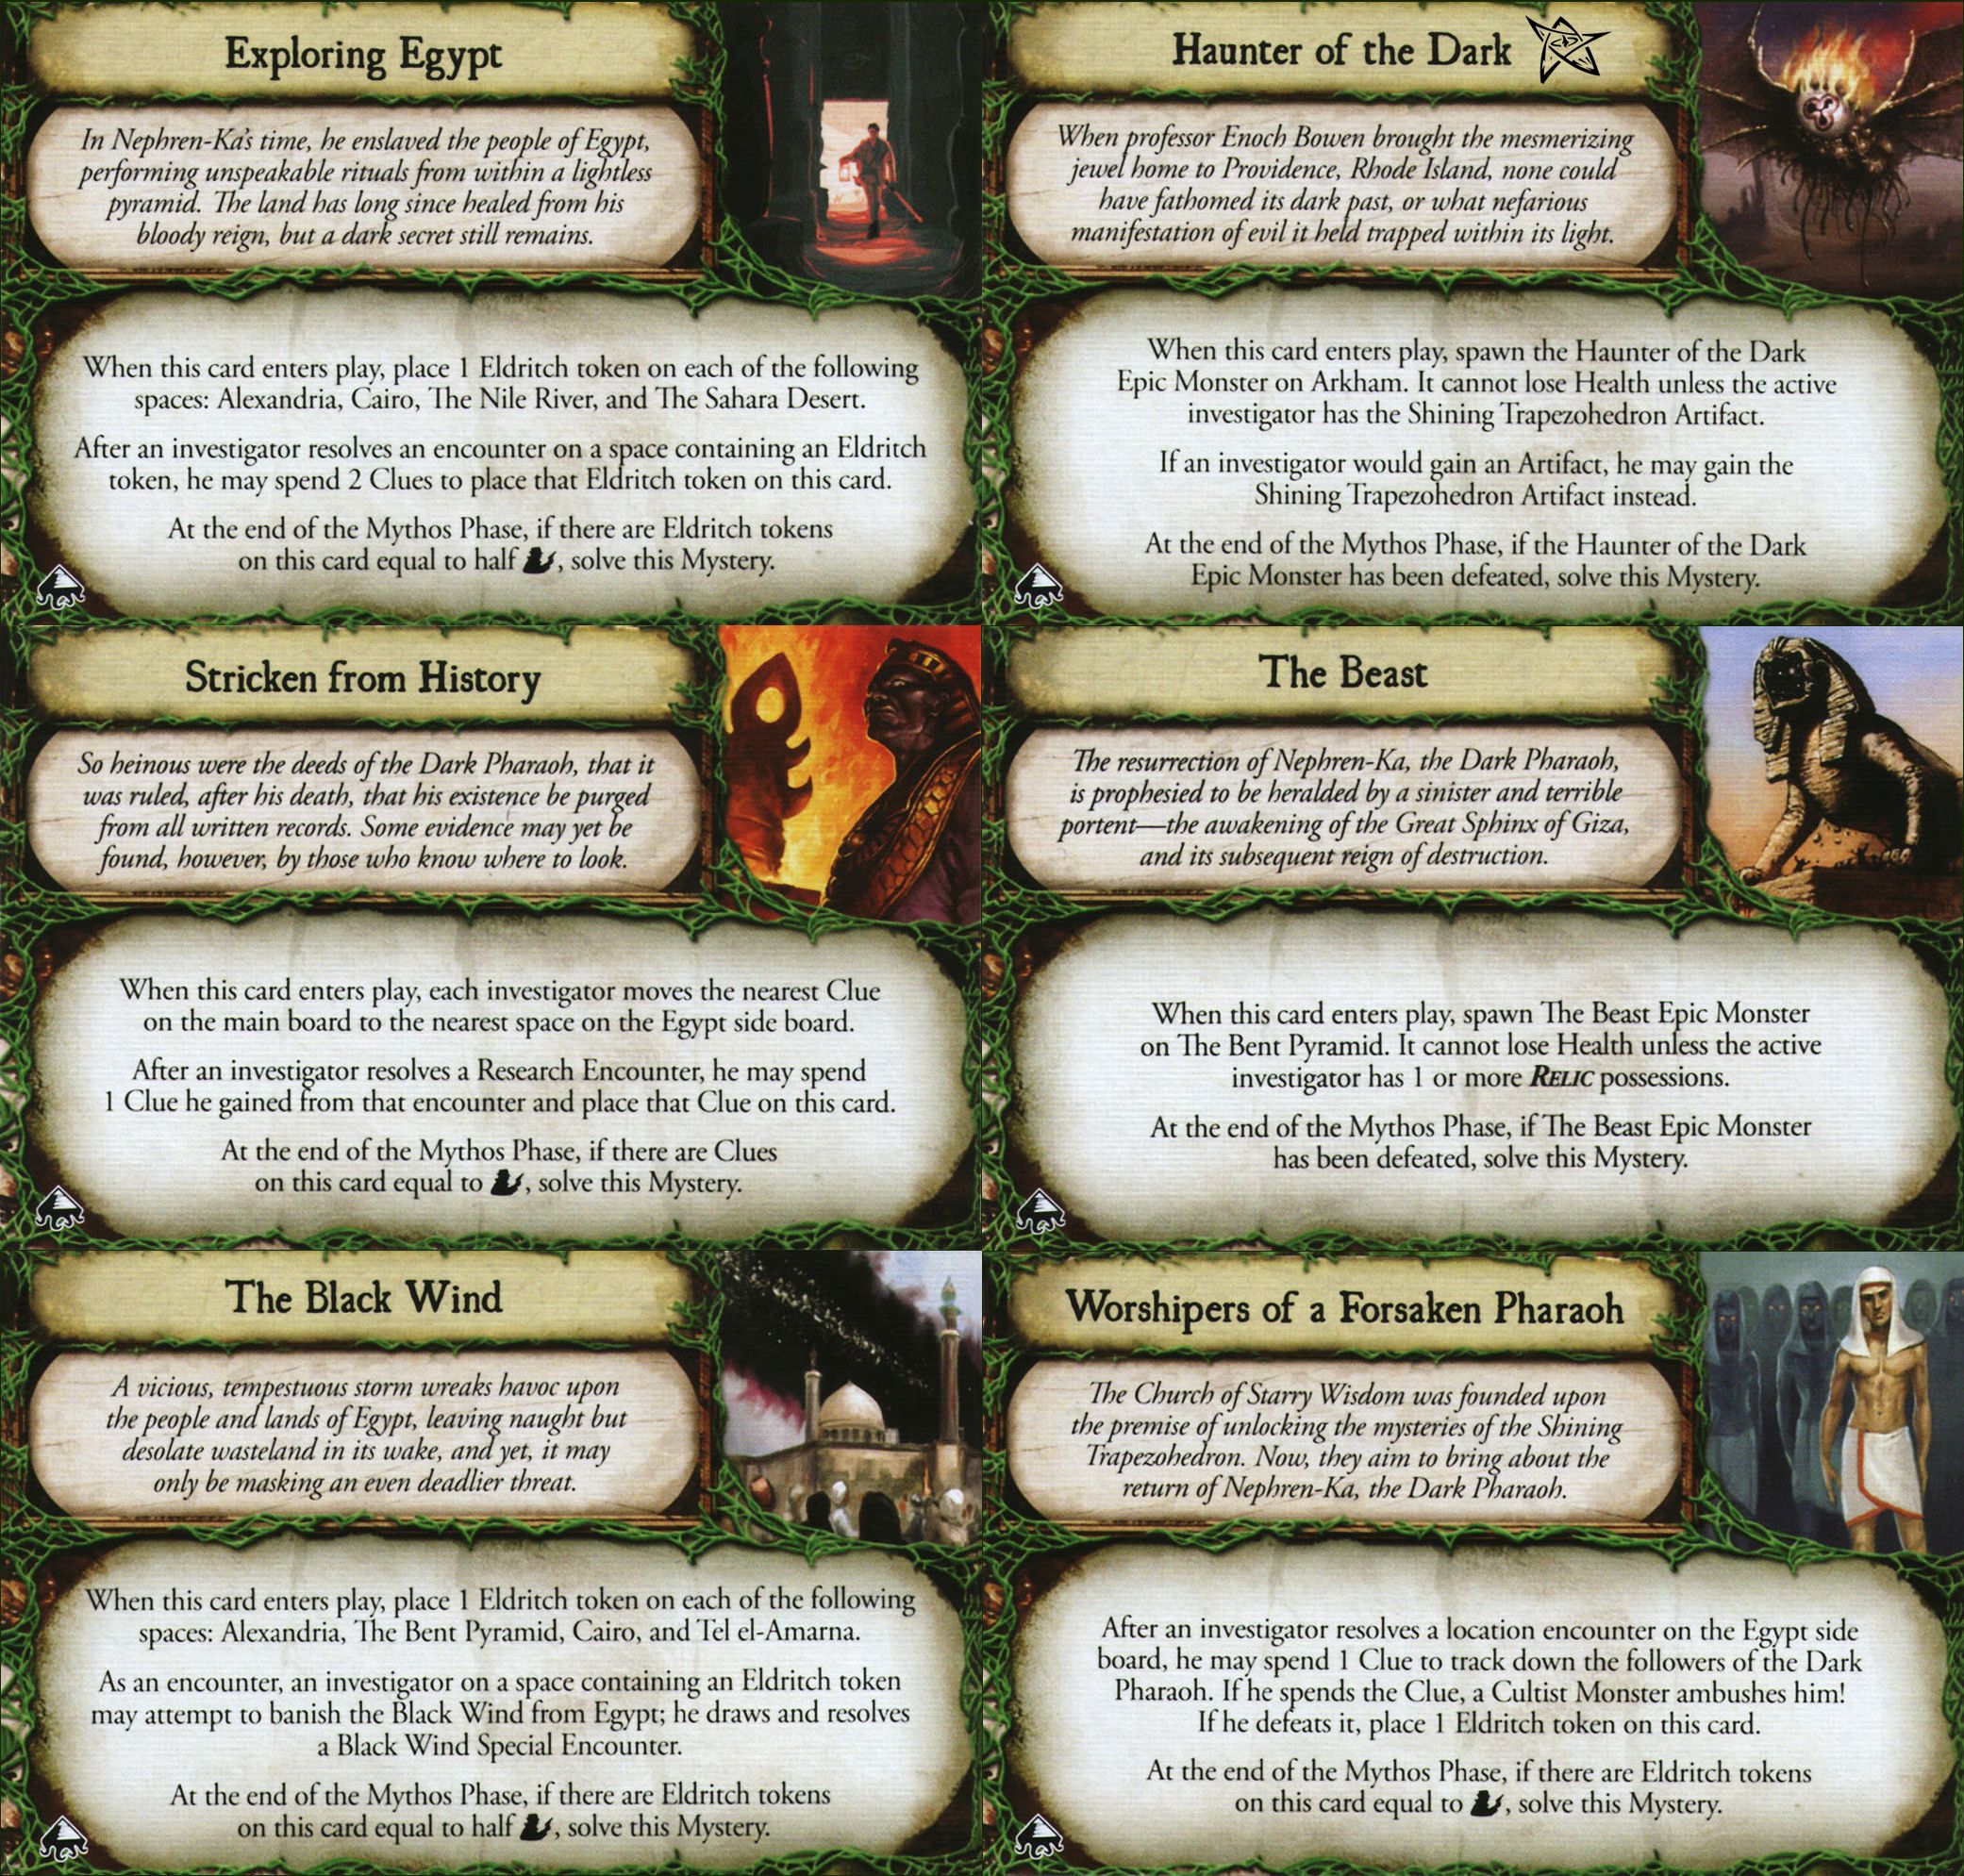 Exploring Egypt
In Nephren-Ka's time, he enslaved the people of Egypt,
performing unspeakable rituals from within a lightless
pyramid. The land has long since healed from his
bloody reign, but a dark secret still remains.
When this card enters play, place 1 Eldritch token on each of the following
spaces: Alexandria, Cairo, The Nile River, and The Sahara Desert.
After an investigator resolves an encounter on a space containing an Eldritch
token, he may spend 2 Clues to place that Eldritch token on this card.
At the end of the Mythos Phase, if there are Eldritch tokens
on this card equal to half , solve this Mystery.
Haunter of the Dark
When professor Enoch Bowen brought the mesmerizing
jewel home to Providence, Rhode Island, none could
have fathomed its dark past, or what nefarious
manifestation of evil it held trapped within its light.
When this card enters play, spawn the Haunter of the Dark
Epic Monster on Arkham. It cannot lose Health unless the active
investigator has the Shining Trapezohedron Artifact.
If an investigator would gain an Artifact, he may gain the
Shining Trapezohedron Artifact instead.
At the end of the Mythos Phase, if the Haunter of the Dark
Epic Monster has been defeated, solve this Mystery.
Stricken from History
So heinous were the deeds of the Dark Pharaoh, that it
was ruled, after his death, that his existence be purged
from all written records. Some evidence may yet be
found, however, by those who know where to look.
When this card enters play, each investigator moves the nearest Clue
on the main board to the nearest space on the Egypt side board.
After an investigator resolves a Research Encounter, he may spend
1 Clue he gained from that encounter and place that Clue on this card.
At the end of the Mythos Phase, if there are Clues
on this card equal to , solve this Mystery.
The Beast
The resurrection of Nephren-Ka, the Dark Pharaoh,
is prophesied to be heralded by a sinister and terrible
portent—the awakening of the Great Sphinx of Giza,
and its subsequent reign of destruction.
When this card enters play, spawn The Beast Epic Monster
on The Bent Pyramid. It cannot lose Health unless the active
investigator has 1 or more RELIC possessions.
At the end of the Mythos Phase, if The Beast Epic Monster
has been defeated, solve this Mystery.
The Black Wind
A vicious, tempestuous storm wreaks havoc upon
the people and lands of Egypt, leaving naught but
desolate wasteland in its wake, and yet, it may
only be masking an even deadlier threat.
When this card enters play, place 1 Eldritch token on each of the following
spaces: Alexandria, The Bent Pyramid, Cairo, and Tel el-Amarna.
As an encounter, an investigator on a space containing an Eldritch token
may attempt to banish the Black Wind from Egypt; he draws and resolves
a Black Wind Special Encounter.
At the end of the Mythos Phase, if there are Eldritch tokens
on this card equal to half , solve this Mystery.
Worshipers of a Forsaken Pharaoh
The Church of Starry Wisdom was founded upon
the premise of unlocking the mysteries of the Shining
Trapezohedron. Now, they aim to bring about the
return of Nephren-Ka, the Dark Pharaoh.
After an investigator resolves a location encounter on the Egypt side
board, he may spend 1 Clue to track down the followers of the Dark
Pharaoh. If he spends the Clue, a Cultist Monster ambushes him!
If he defeats it, place 1 Eldritch token on this card.
At the end of the Mythos Phase, if there are Eldritch tokens
on this card equal to , solve this Mystery.